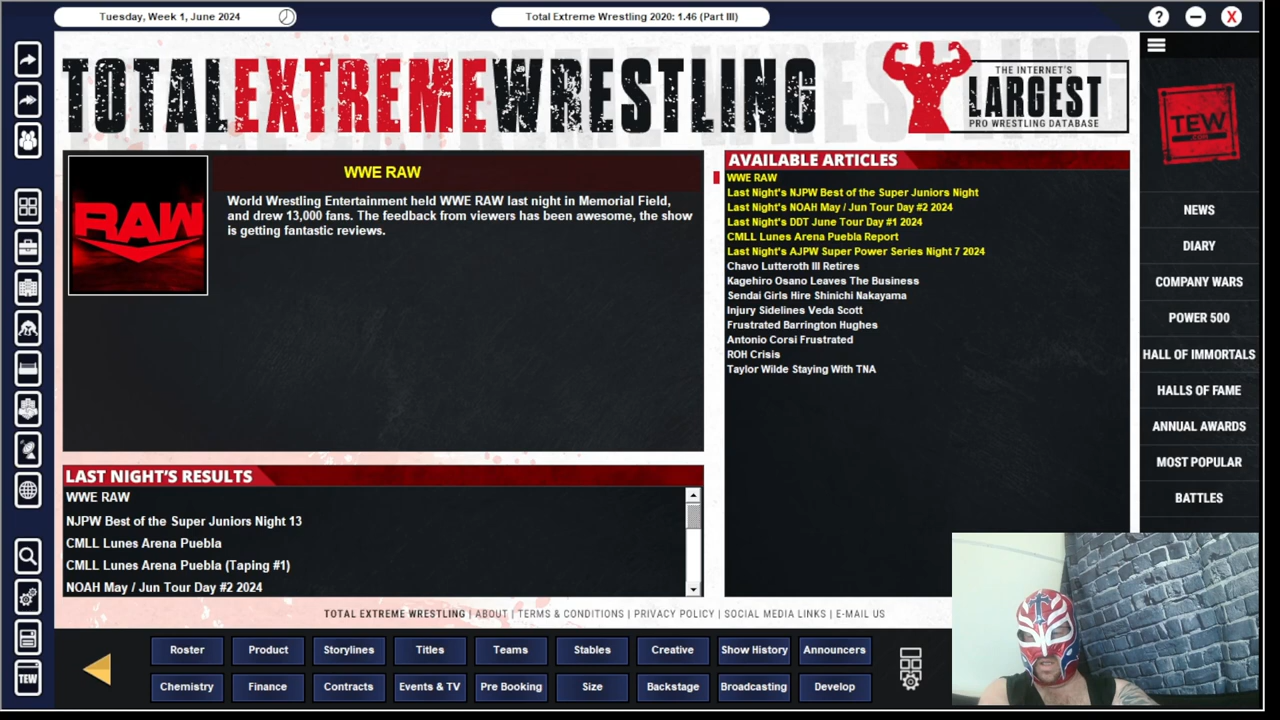 Tuesday, Week 1, June 2024
Total Extreme Wrestling 2020: 1.46 (Part III)
?
X
TOTALEXTREMEWRESTLING
THE INTERNET'S
LARGEST
PRO WRESTLING DATABASE
TEW
.COM
RAW
WWE RAW
World Wrestling Entertainment held WWE RAW last night in Memorial Field,
and drew 13,000 fans. The feedback from viewers has been awesome, the show
is getting fantastic reviews.
AVAILABLE ARTICLES
WWE RAW
Last Night's NJPW Best of the Super Juniors Night
Last Night's NOAH May / Jun Tour Day #2 2024
Last Night's DDT June Tour Day #1 2024
CMLL Lunes Arena Puebla Report
Last Night's AJPW Super Power Series Night 7 2024
Chavo Lutteroth III Retires
Kagehiro Osano Leaves The Business
Sendai Girls Hire Shinichi Nakayama
Injury Sidelines Veda Scott
Frustrated Barrington Hughes
Antonio Corsi Frustrated
ROH Crisis
Taylor Wilde Staying With TNA
NEWS
DIARY
COMPANY WARS
POWER 500
HALL OF IMMORTALS
HALLS OF FAME
ANNUAL AWARDS
MOST POPULAR
BATTLES
LAST NIGHT'S RESULTS
WWE RAW
NJPW Best of the Super Juniors Night 13
CMLL Lunes Arena Puebla
CMLL Lunes Arena Puebla (Taping #1)
NOAH May / Jun Tour Day #2 2024
TOTAL EXTREME WRESTLING | ABOUT | TERMS & CONDITIONS | PRIVACY POLICY | SOCIAL MEDIA LINKS | E-MAIL US
Roster
Product
Storylines
Titles
Teams
Stables
Creative
Show History
Announcers
Chemistry
Finance
Contracts
Events & TV
Pre Booking
Size
Backstage
Broadcasting
Develop
TEW